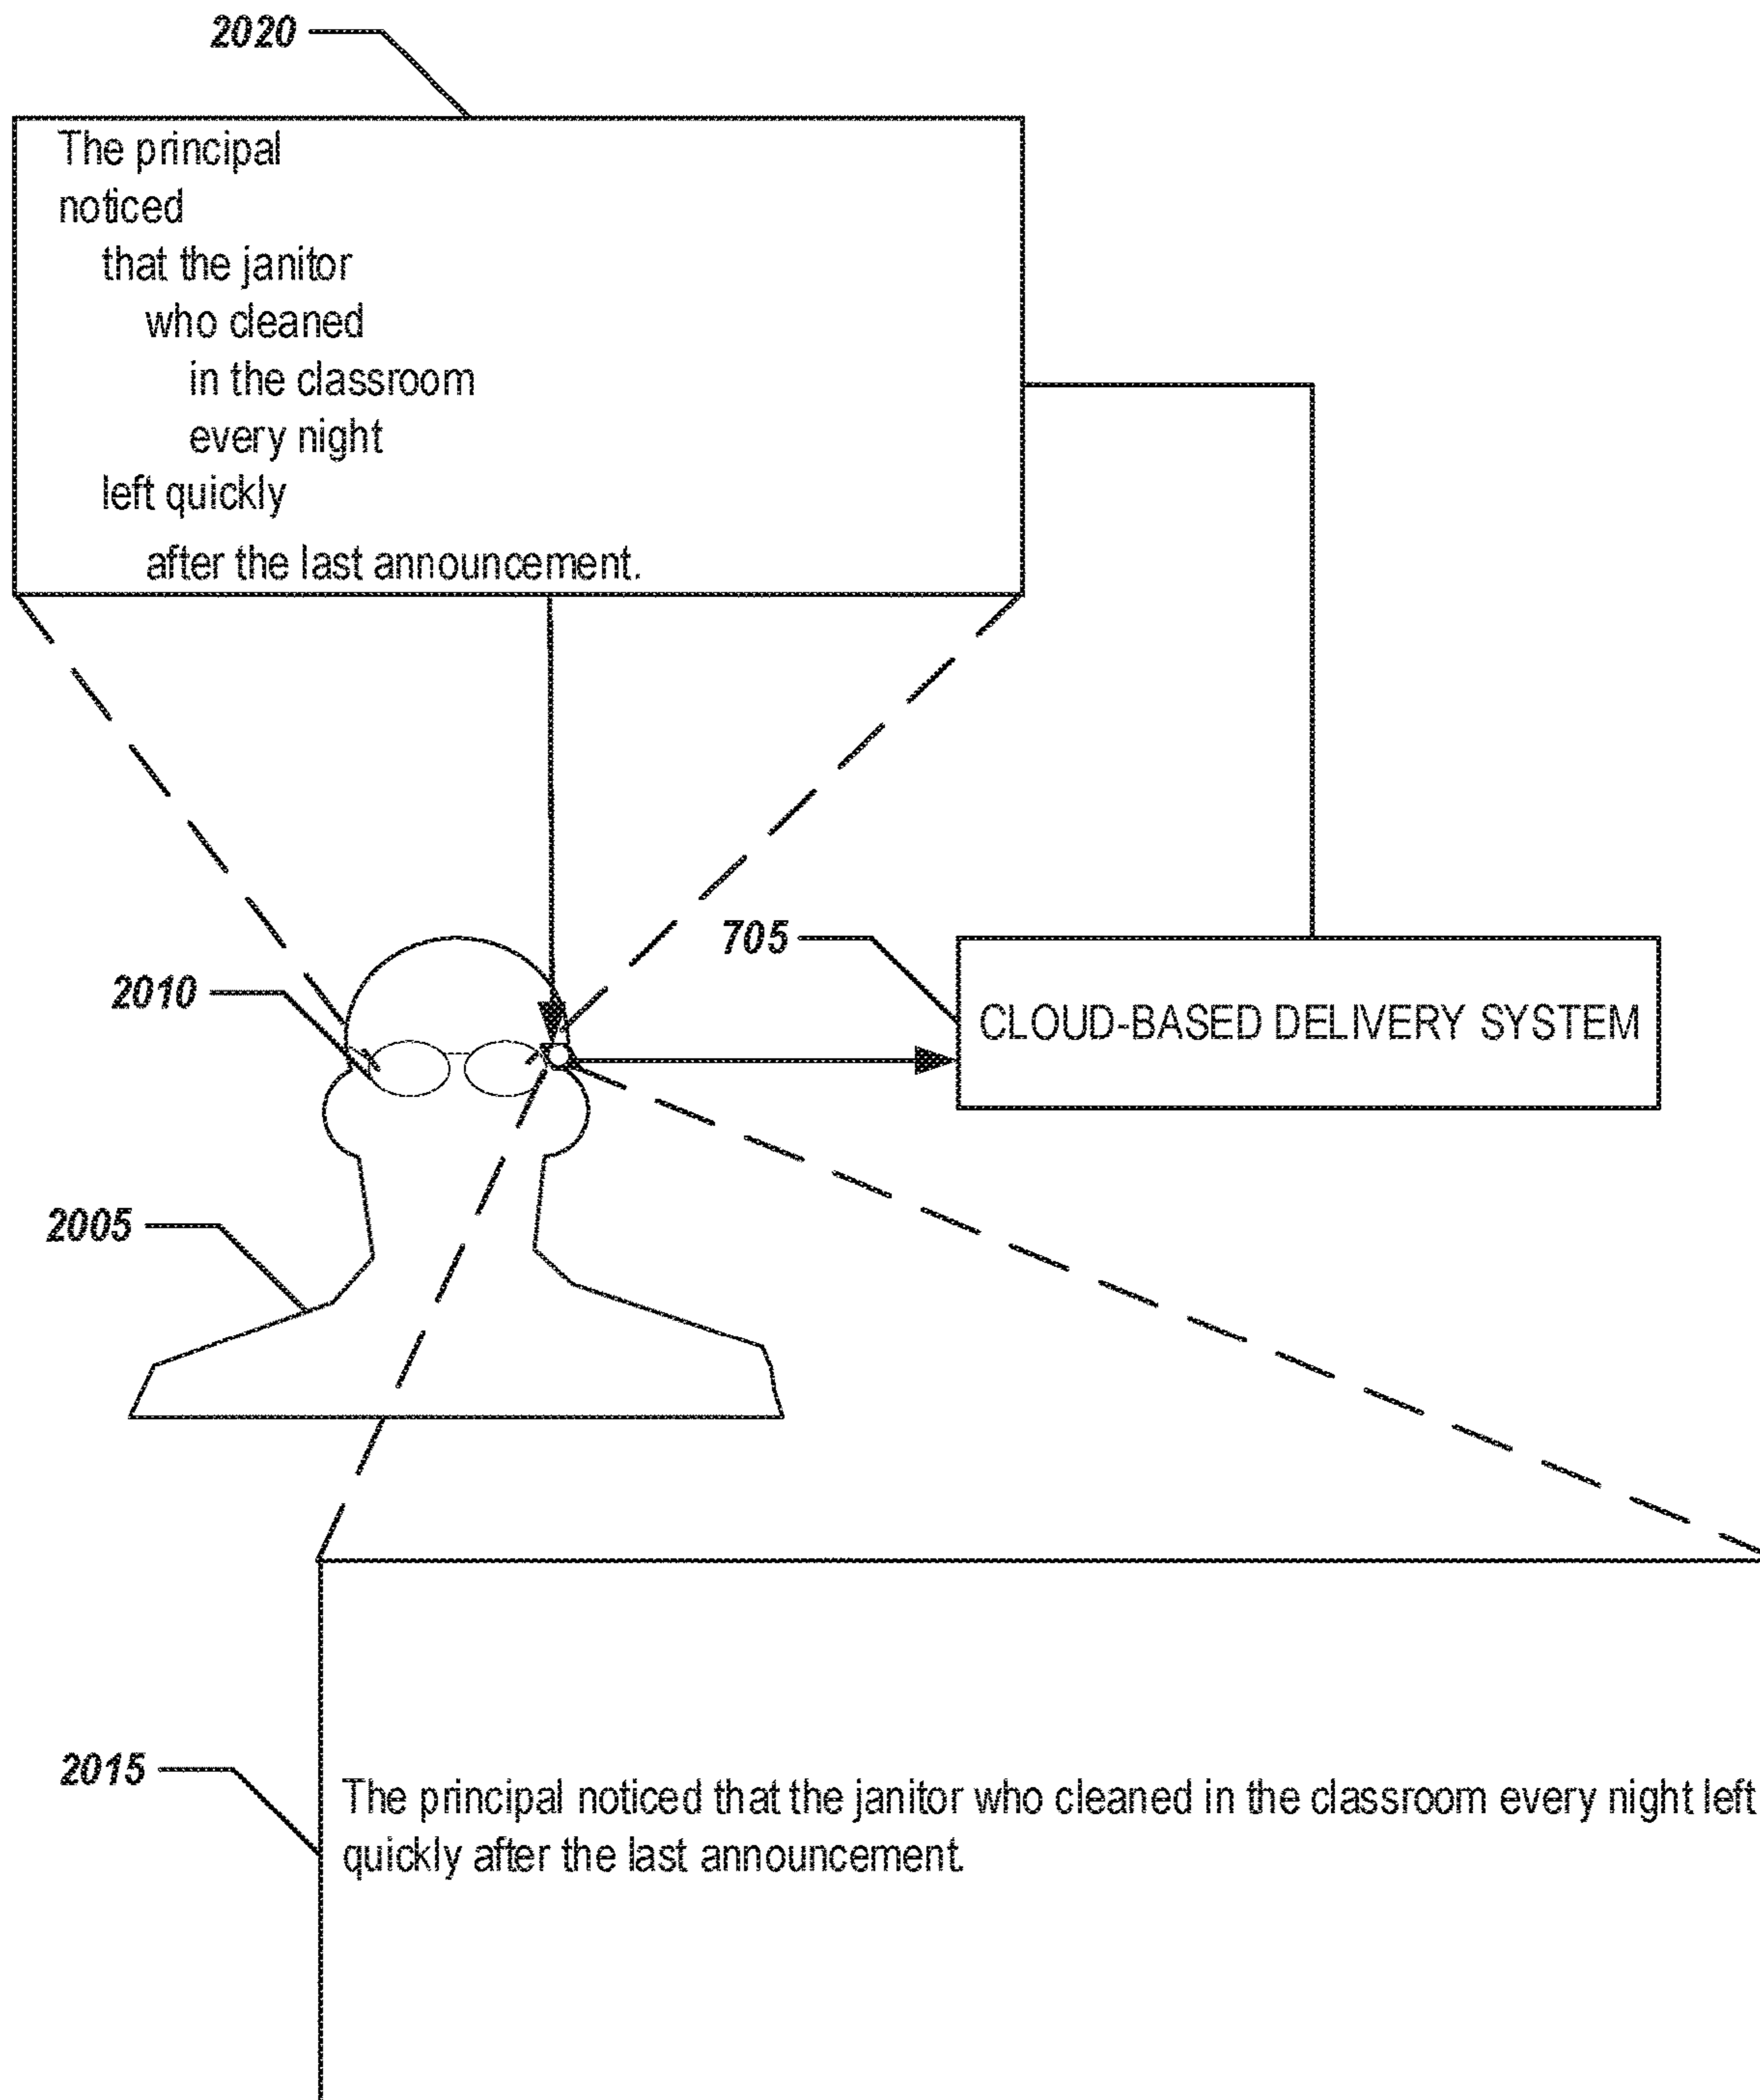 2020
The principal
noticed
that the janitor
who cleaned
in the classroom
every night
left quickly
after the last announcement.
705
2010
CLOUD-BASED DELIVERY SYSTEM
2005
2015
The principal noticed that the janitor who cleaned in the classroom every night left
quickly after the last announcement.